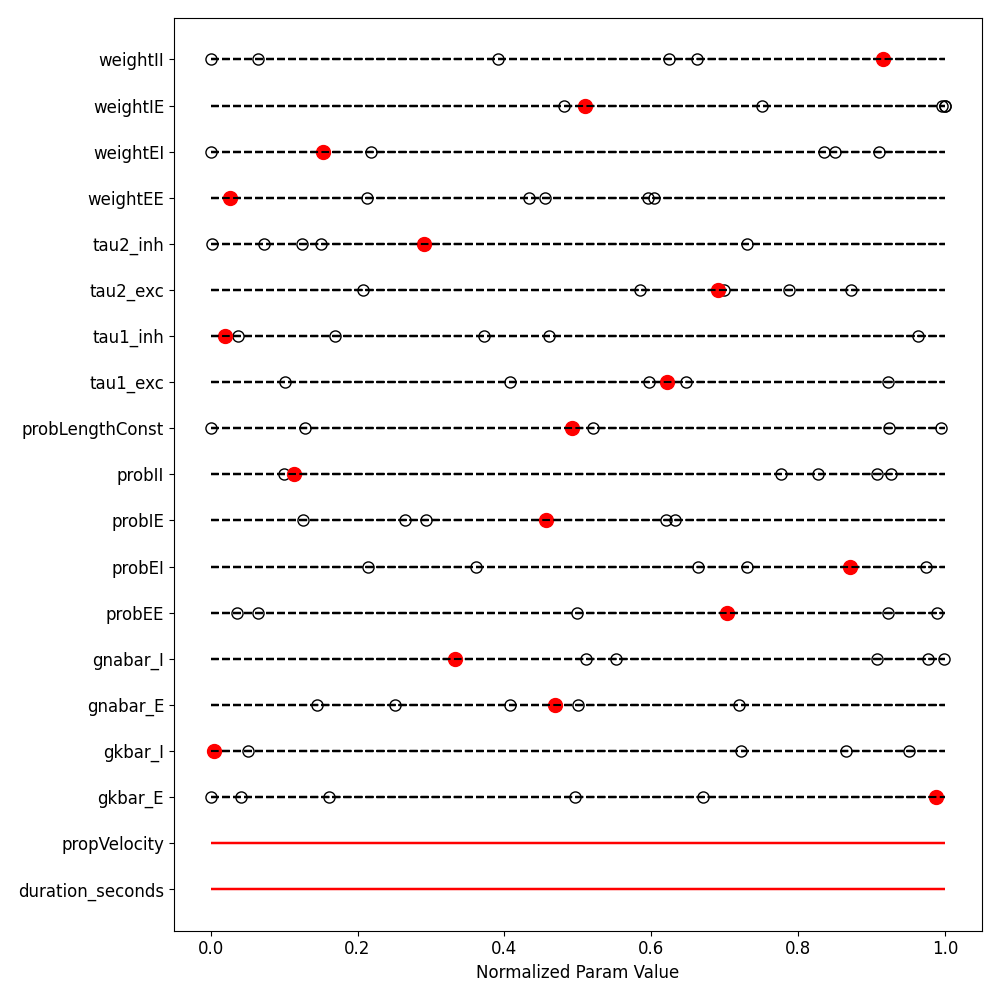 weightII
weightIE
weightEI
weightEE
tau2_inh
tau2_exc
tau1_inh
tau1_exc
probLengthConst
probII
probIE
probEI
probEE
gnabar_I
gnabar_E
gkbar_I
gkbar_E
propVelocity
duration_seconds
0.0 0.2 0.4 0.6 0.8 1.0
Normalized Param Value